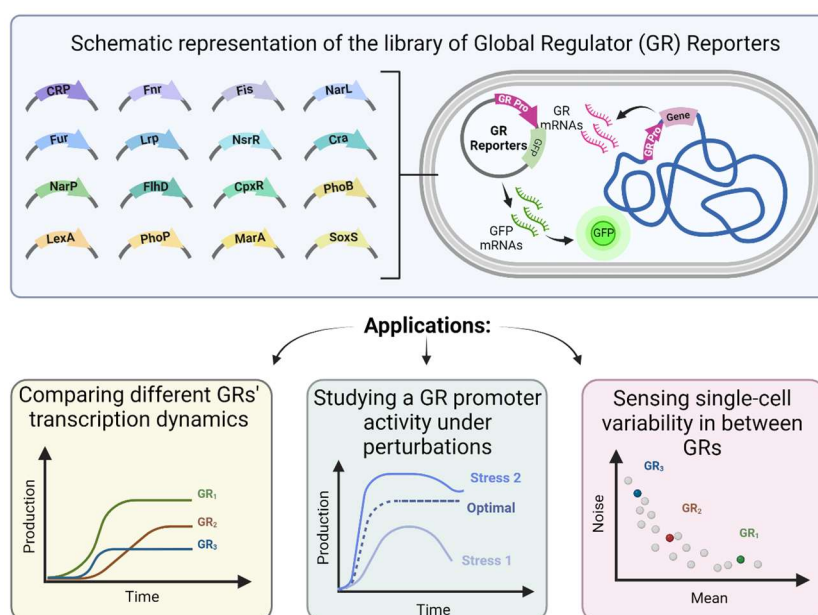 Schematic representation of the library of Global Regulator (GR) Reporters
CRP
Fnr
Fis
NarL
Fur
Lrp
NsrR
Cra
NarP
FlhD
CpxR
PhoB
LexA
PhoP
MarA
SoxS
GR Pro
GR
Reporters
GFP
GR
mRNAs
GR Pro
Gene
GFP
mRNAs
GFP
Applications:
Comparing different GRs'
transcription dynamics
Production
GR₁
GR₂
GR₃
Time
Studying a GR promoter
activity under
perturbations
Production
Stress 2
Optimal
Stress 1
Time
Sensing single-cell
variability in between
GRs
Noise
GR₃
GR₂
GR₁
Mean